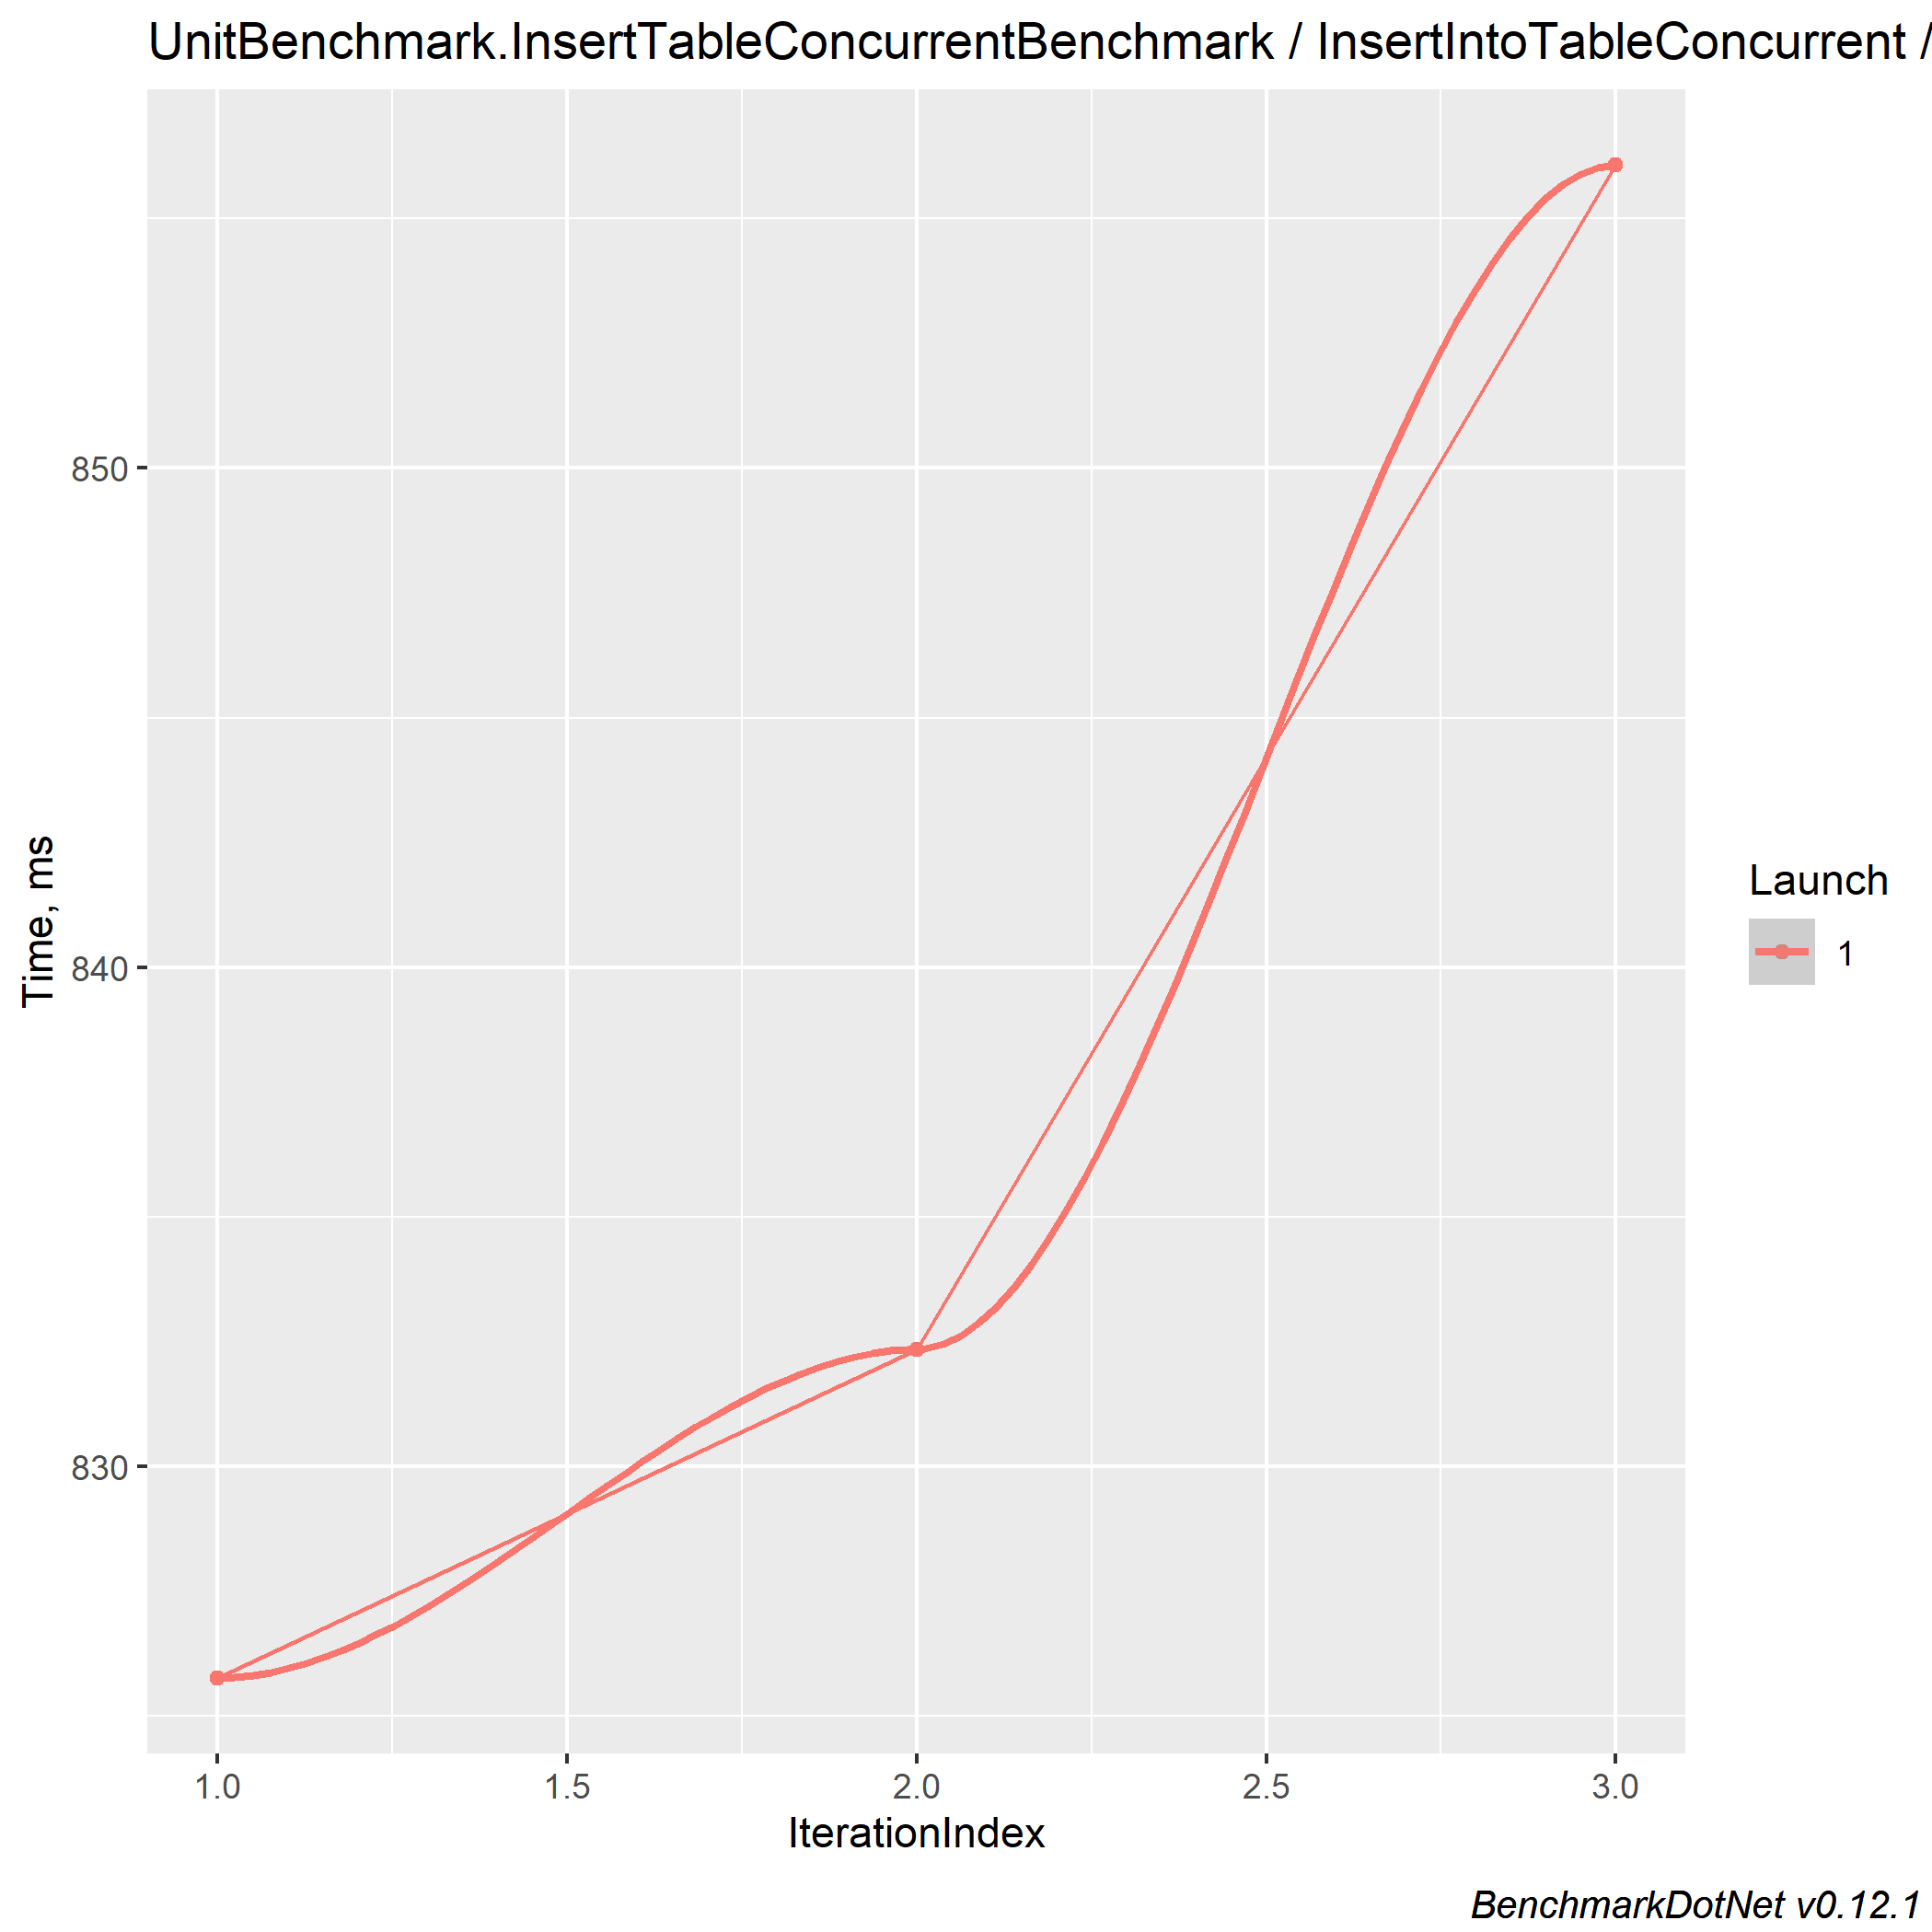 UnitBenchmark.InsertTableConcurrentBenchmark / InsertIntoTableConcurrent /
850
840
830
Time, ms
1.0 1.5 2.0 2.5 3.0
IterationIndex
Launch
1
BenchmarkDotNet v0.12.1